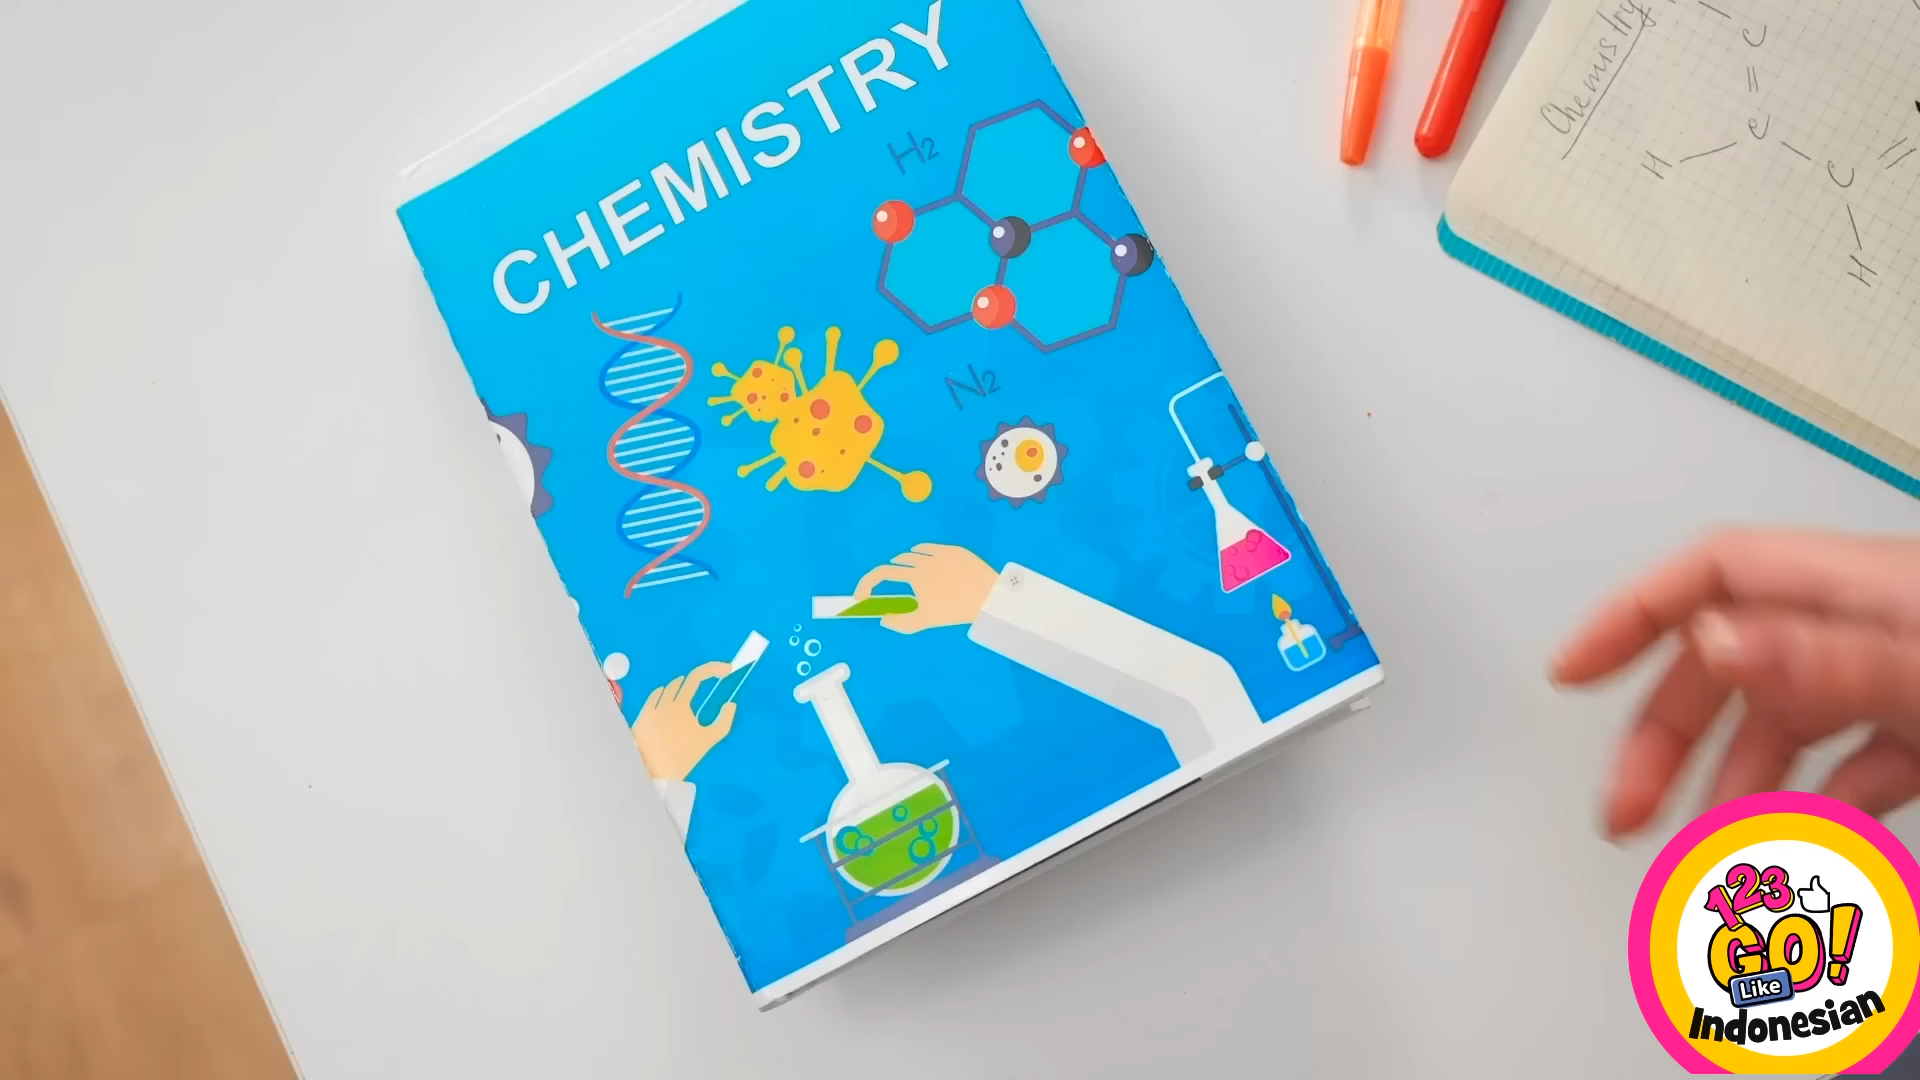 CHEMISTRY
H2
N2
Chemistry
C
H
C
C
H
123
GO!
Like
Indonesian